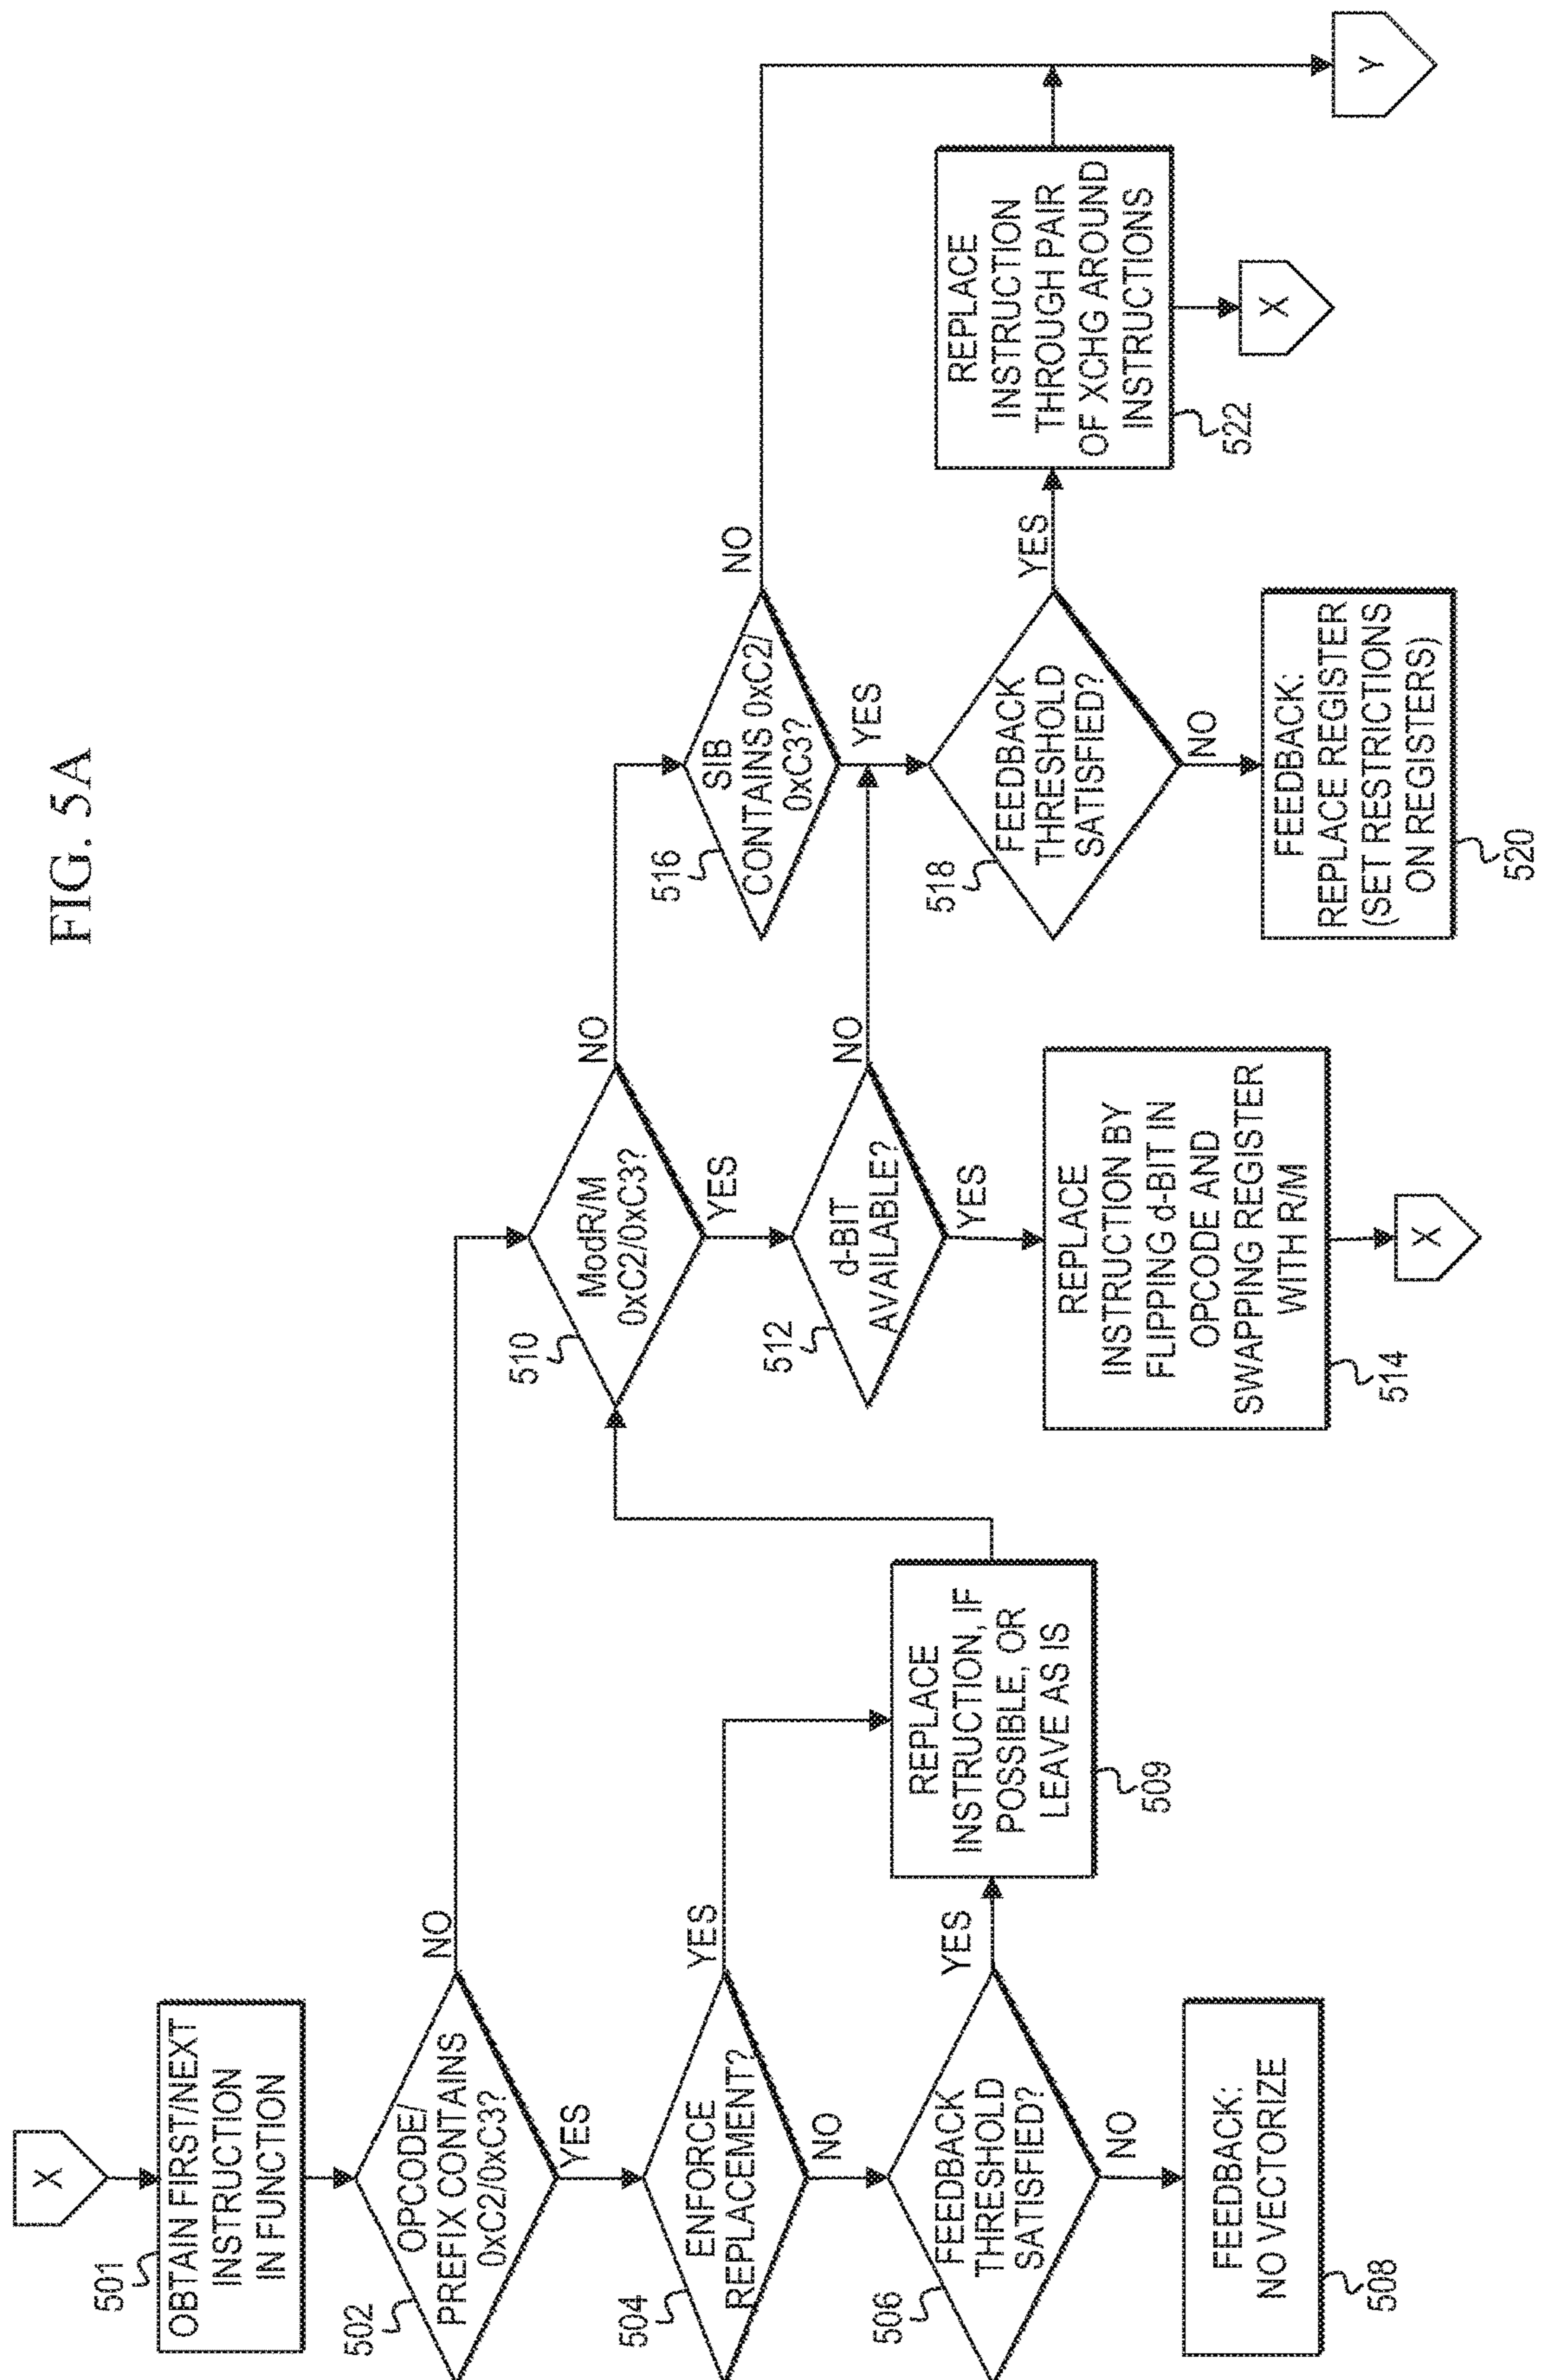 FIG. 5A
X
501
OBTAIN FIRST/NEXT
INSTRUCTION
IN FUNCTION
502
OPCODE/
PREFIX CONTAINS
0xC2/0xC3?
NO
YES
504
ENFORCE
REPLACEMENT?
YES
NO
506
FEEDBACK
THRESHOLD
SATISFIED?
YES
NO
FEEDBACK:
NO VECTORIZE
508
REPLACE
INSTRUCTION, IF
POSSIBLE, OR
LEAVE AS IS
509
510
ModR/M
0xC2/0xC3?
NO
YES
512
d-BIT
AVAILABLE?
NO
YES
REPLACE
INSTRUCTION BY
FLIPPING d-BIT IN
OPCODE AND
SWAPPING REGISTER
WITH R/M
514
X
516
SIB
CONTAINS 0xC2/
0xC3?
NO
YES
518
FEEDBACK
THRESHOLD
SATISFIED?
YES
NO
FEEDBACK:
REPLACE REGISTER
(SET RESTRICTIONS
ON REGISTERS)
520
REPLACE
INSTRUCTION
THROUGH PAIR
OF XCHG AROUND
INSTRUCTIONS
522
X
Y